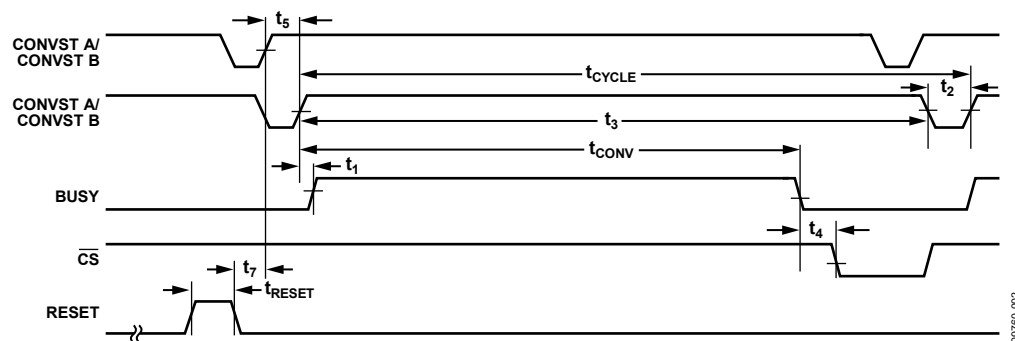 t5
CONVST A/
CONVST B
tCYCLE
t2
CONVST A/
CONVST B
t3
tCONV
t1
BUSY
t4
CS
t7
tRESET
RESET